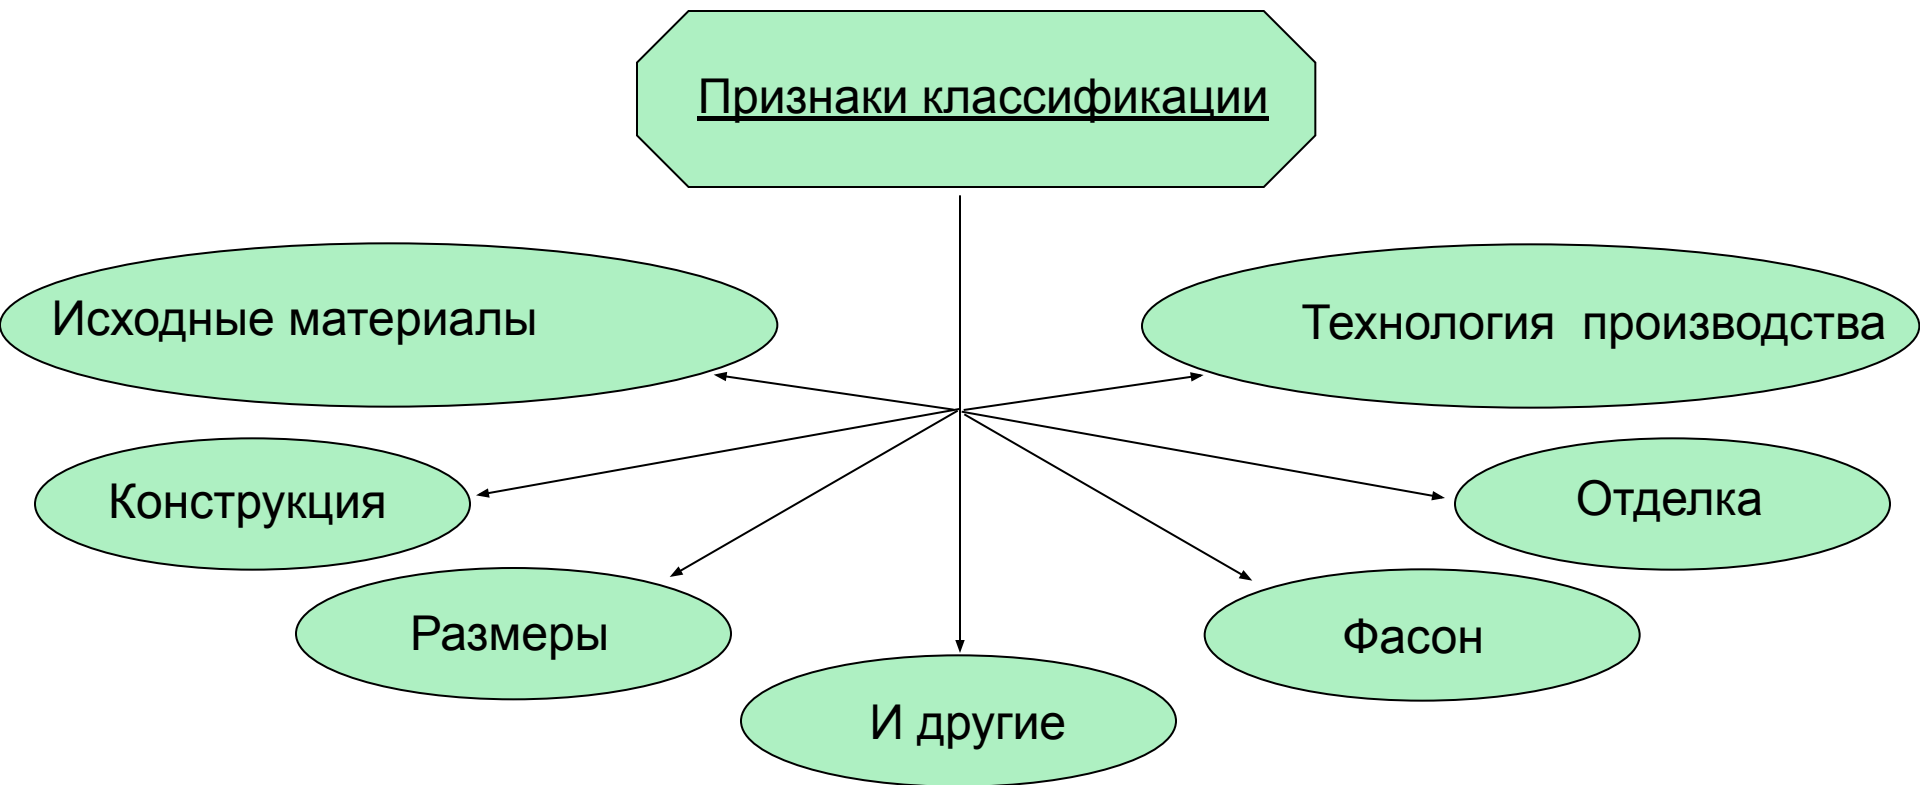 Признаки классификации
Исходные материалы
Технология производства
Конструкция
Отделка
Размеры
Фасон
И другие